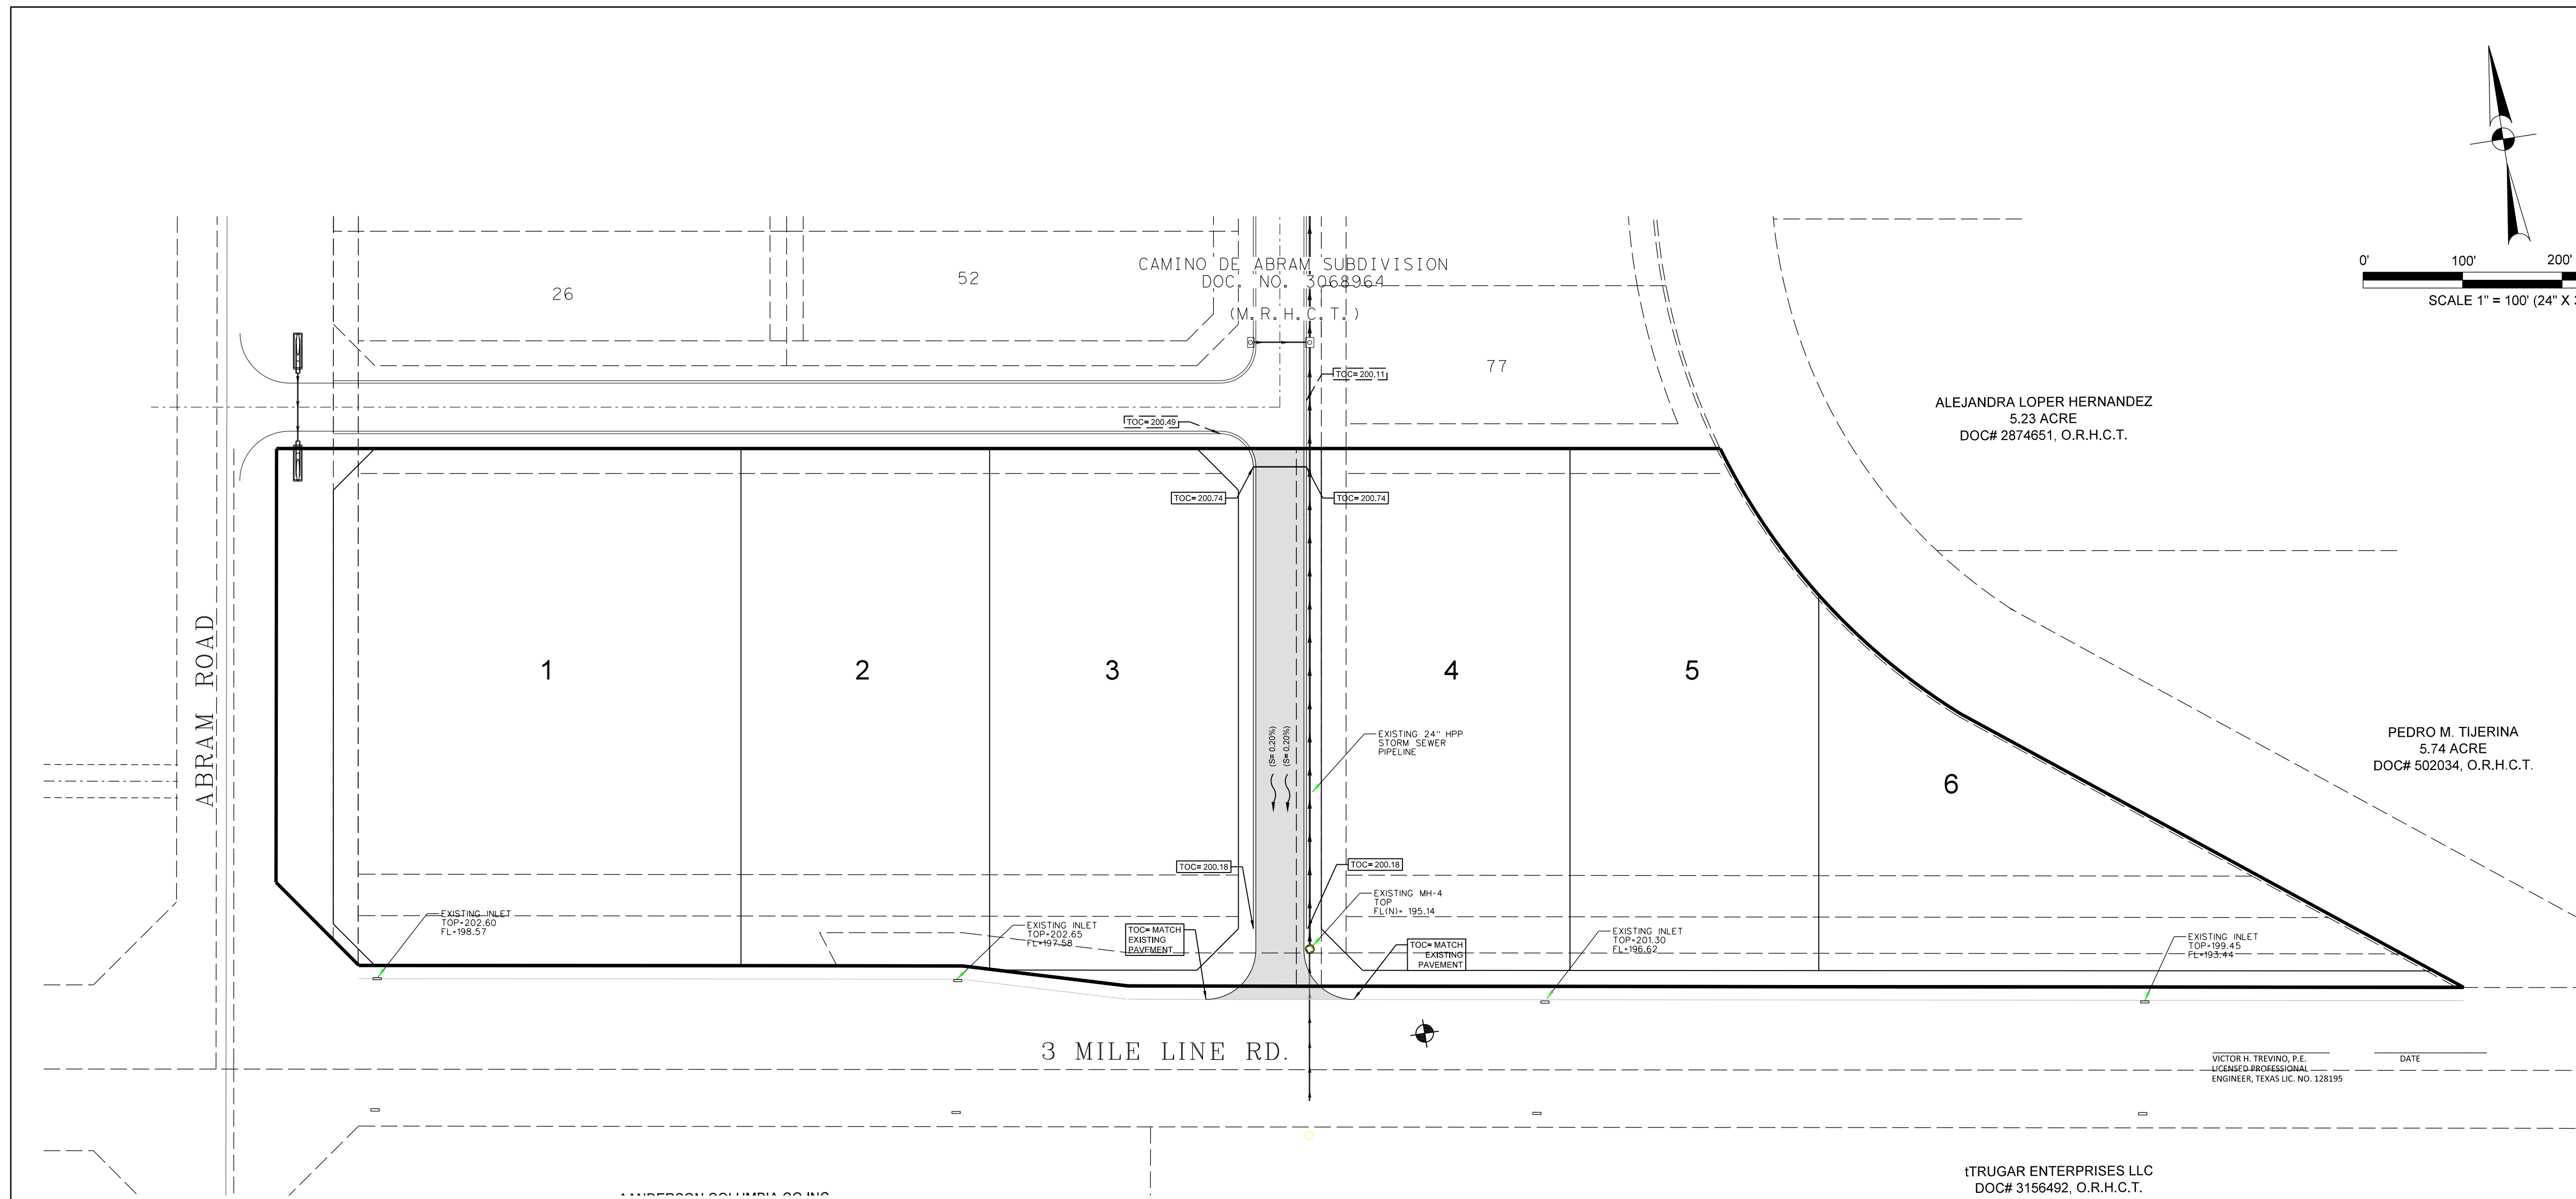 0' 100' 200'
SCALE 1" = 100' (24" X
26
52
CAMINO DE ABRAM SUBDIVISION
DOC. NO. 3068964
(M.R.H.C.T.)
77
TOC= 200.11
TOC= 200.49
ALEJANDRA LOPER HERNANDEZ
5.23 ACRE
DOC# 2874651, O.R.H.C.T.
TOC= 200.74
TOC= 200.74
ABRAM ROAD
1
2
3
4
5
6
(S= 0.20%)
(S= 0.20%)
EXISTING 24" HPP
STORM SEWER
PIPELINE
PEDRO M. TIJERINA
5.74 ACRE
DOC# 502034, O.R.H.C.T.
TOC= 200.18
TOC= 200.18
EXISTING MH-4
TOP
FL(N)= 195.14
EXISTING INLET
TOP=202.60
FL=198.57
EXISTING INLET
TOP=202.65
FL=197.58
TOC= MATCH
EXISTING
PAVEMENT
TOC= MATCH
EXISTING
PAVEMENT
EXISTING INLET
TOP=201.30
FL=196.62
EXISTING INLET
TOP=199.45
FL=193.44
3 MILE LINE RD.
VICTOR H. TREVINO, P.E.
LICENSED PROFESSIONAL
ENGINEER, TEXAS LIC. NO. 128195
DATE
tTRUGAR ENTERPRISES LLC
DOC# 3156492, O.R.H.C.T.